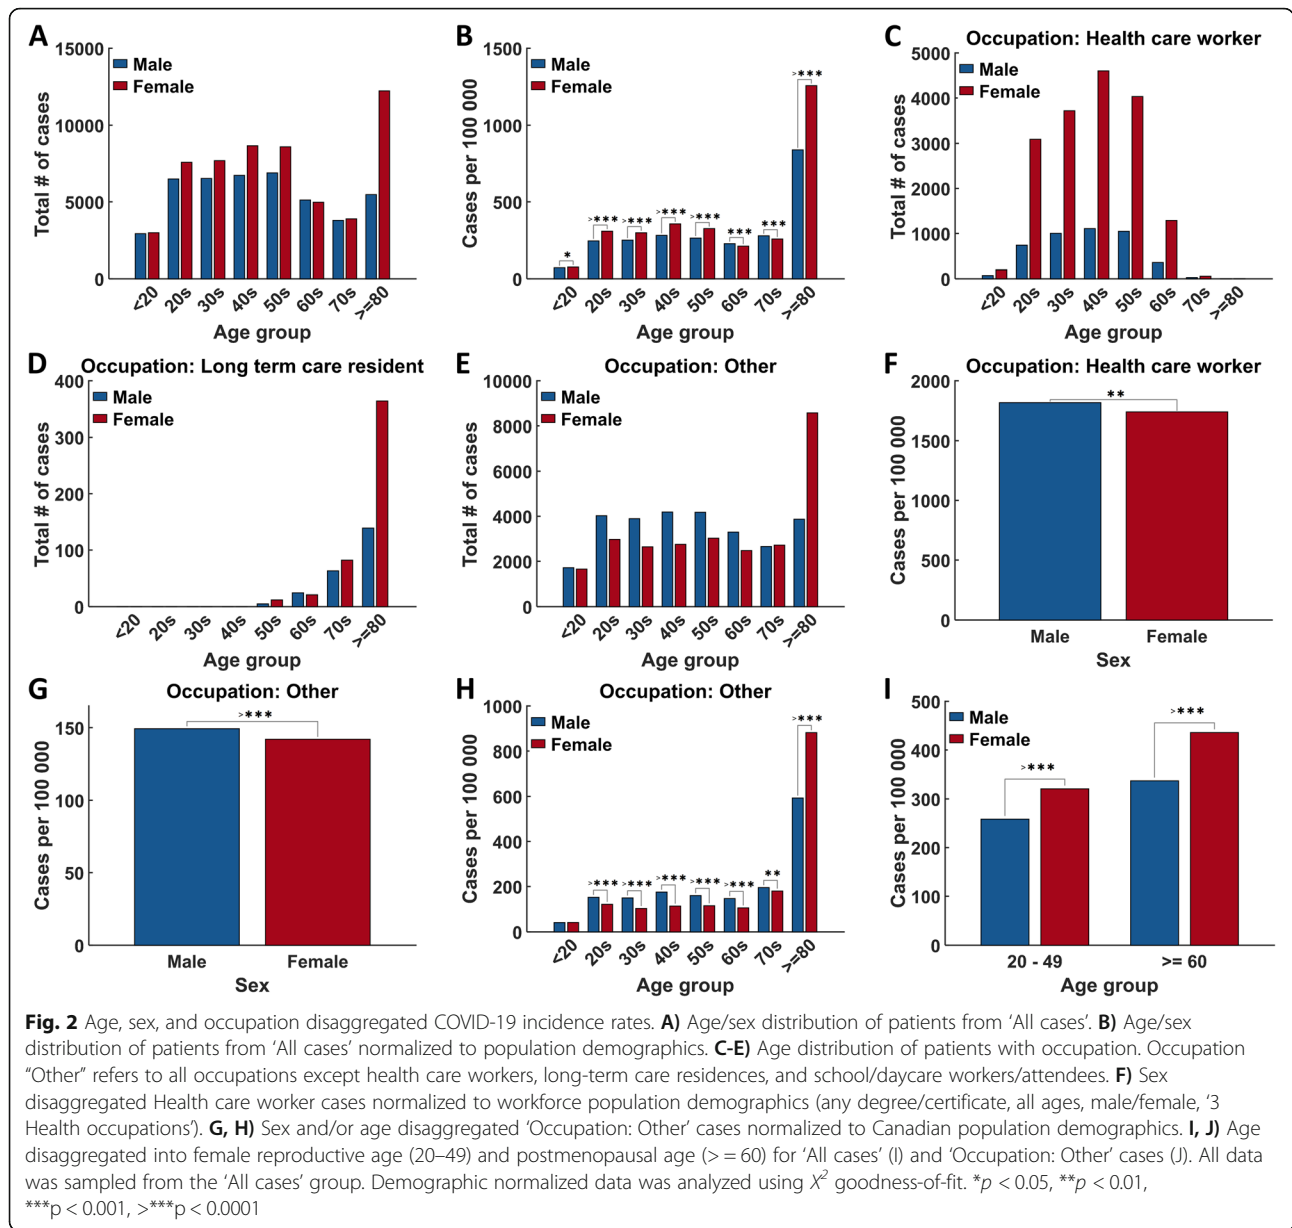 A
15000
10000
5000
0
Total # of cases
Male
Female
<20 20s 30s 40s 50s 60s 70s >=80
Age group
B
1500
1000
500
0
Cases per 100 000
Male
Female
* >*** >*** >*** >*** *** *** >***
<20 20s 30s 40s 50s 60s 70s >=80
Age group
C
Occupation: Health care worker
5000
4000
3000
2000
1000
0
Total # of cases
Male
Female
<20 20s 30s 40s 50s 60s 70s >=80
Age group
D
Occupation: Long term care resident
400
300
200
100
0
Total # of cases
Male
Female
<20 20s 30s 40s 50s 60s 70s >=80
Age group
E
Occupation: Other
10000
8000
6000
4000
2000
0
Total # of cases
Male
Female
<20 20s 30s 40s 50s 60s 70s >=80
Age group
F
Occupation: Health care worker
2000
1500
1000
500
0
Cases per 100 000
**
Male Female
Sex
G
Occupation: Other
150
100
50
0
Cases per 100 000
>***
Male Female
Sex
H
Occupation: Other
1000
800
600
400
200
0
Cases per 100 000
Male
Female
>*** >*** >*** >*** >*** ** >***
<20 20s 30s 40s 50s 60s 70s >=80
Age group
I
500
400
300
200
100
0
Cases per 100 000
Male
Female
>*** >***
20 - 49 >= 60
Age group
Fig. 2 Age, sex, and occupation disaggregated COVID-19 incidence rates. A) Age/sex distribution of patients from ‘All cases’. B) Age/sex
distribution of patients from ‘All cases’ normalized to population demographics. C-E) Age distribution of patients with occupation. Occupation
“Other” refers to all occupations except health care workers, long-term care residences, and school/daycare workers/attendees. F) Sex
disaggregated Health care worker cases normalized to workforce population demographics (any degree/certificate, all ages, male/female, ‘3
Health occupations’). G, H) Sex and/or age disaggregated ‘Occupation: Other’ cases normalized to Canadian population demographics. I, J) Age
disaggregated into female reproductive age (20–49) and postmenopausal age (> = 60) for ‘All cases’ (I) and ‘Occupation: Other’ cases (J). All data
was sampled from the ‘All cases’ group. Demographic normalized data was analyzed using X² goodness-of-fit. *p < 0.05, **p < 0.01,
***p < 0.001, >***p < 0.0001